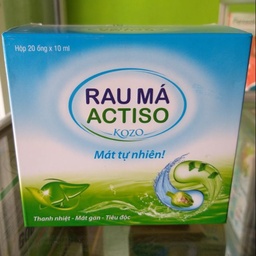 Hộp 20 ống x 10 ml
RAU MÁ
ACTISO
KOZO
Mát tự nhiên!
Thanh nhiệt - Mát gan - Tiêu độc